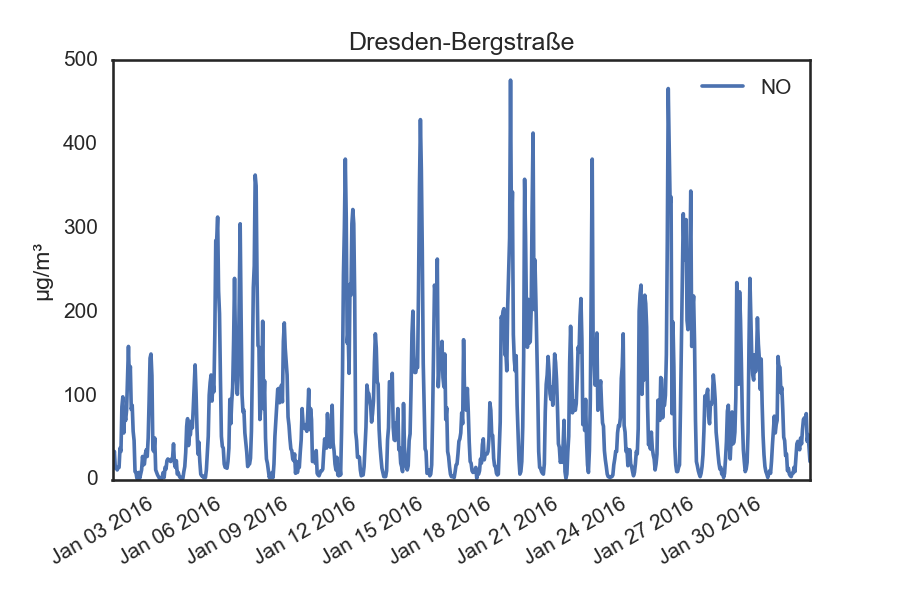 Dresden-Bergstraße
500
400
300
200
100
0
µg/m³
NO
Jan 03 2016
Jan 06 2016
Jan 09 2016
Jan 12 2016
Jan 15 2016
Jan 18 2016
Jan 21 2016
Jan 24 2016
Jan 27 2016
Jan 30 2016